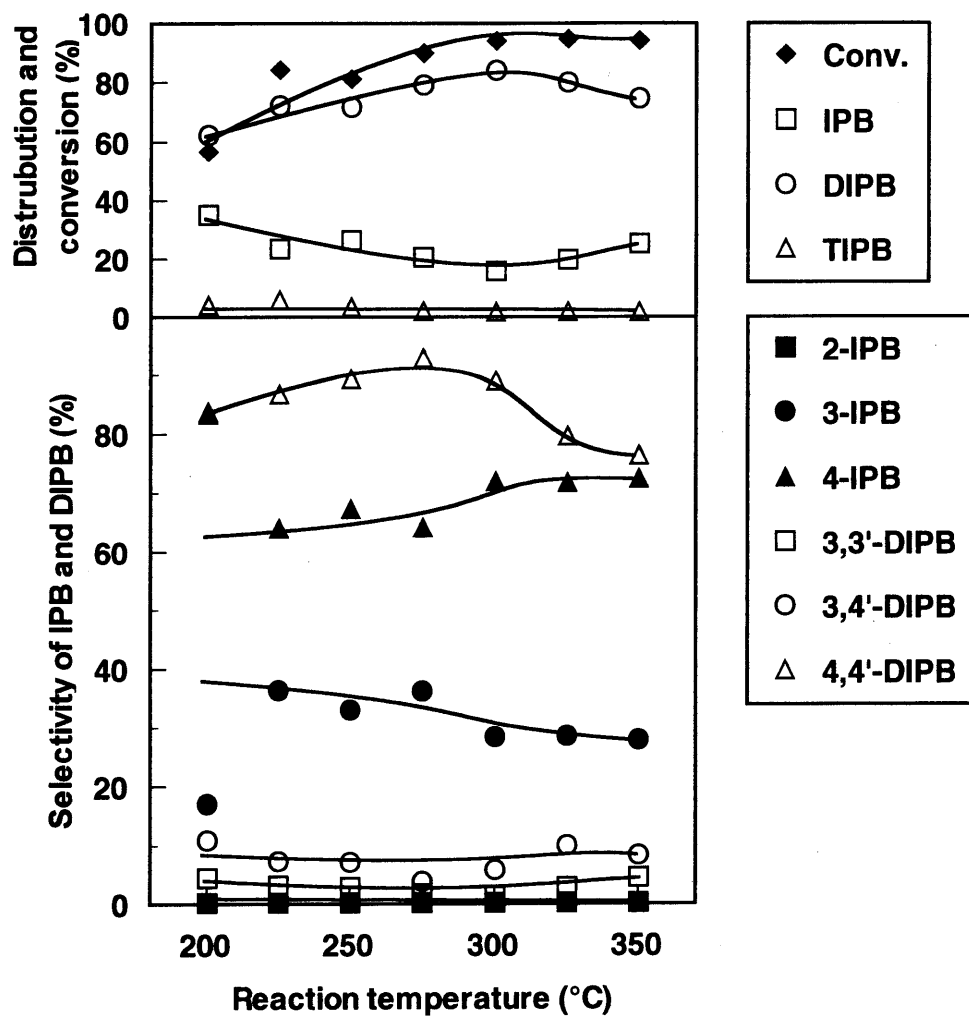 Distrubution and
conversion (%)
100
80
60
40
20
0
Conv.
IPB
DIPB
TIPB
Selectivity of IPB and DIPB (%)
80
60
40
20
0
2-IPB
3-IPB
4-IPB
3,3'-DIPB
3,4'-DIPB
4,4'-DIPB
200
250
300
350
Reaction temperature (°C)